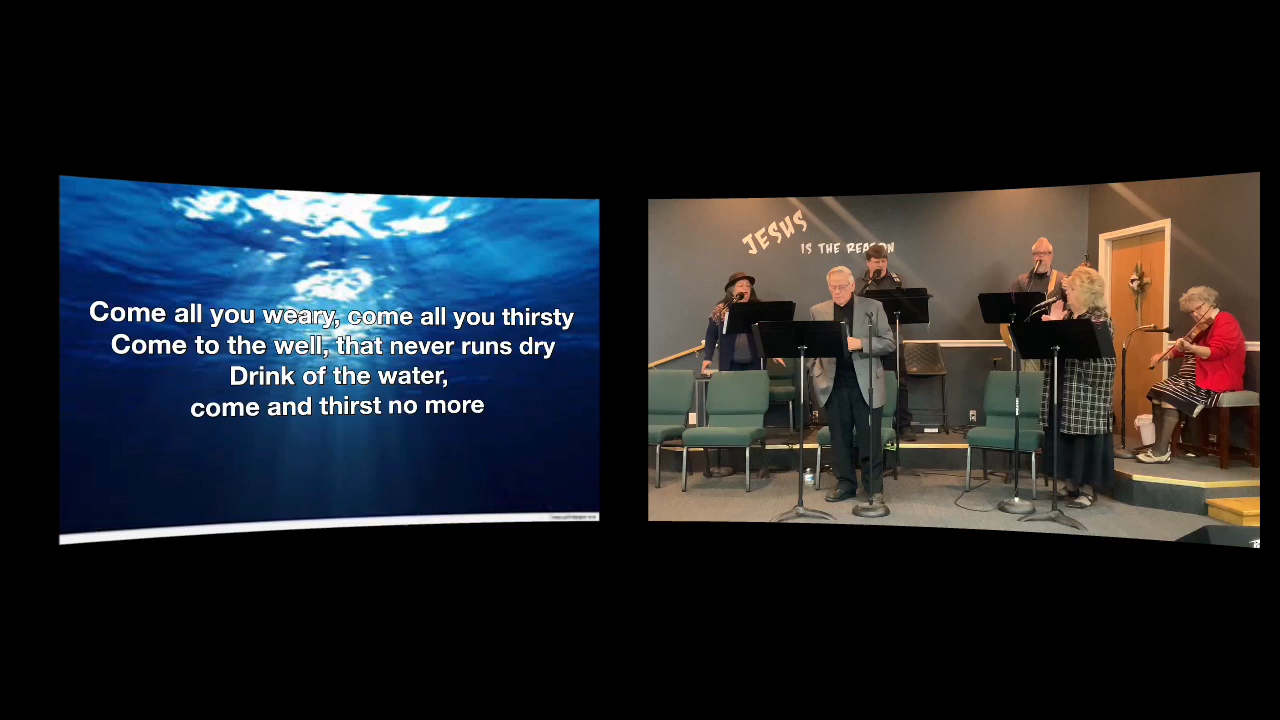 Come all you weary, come all you thirsty
Come to the well, that never runs dry
Drink of the water,
come and thirst no more
JESUS
IS THE REASON